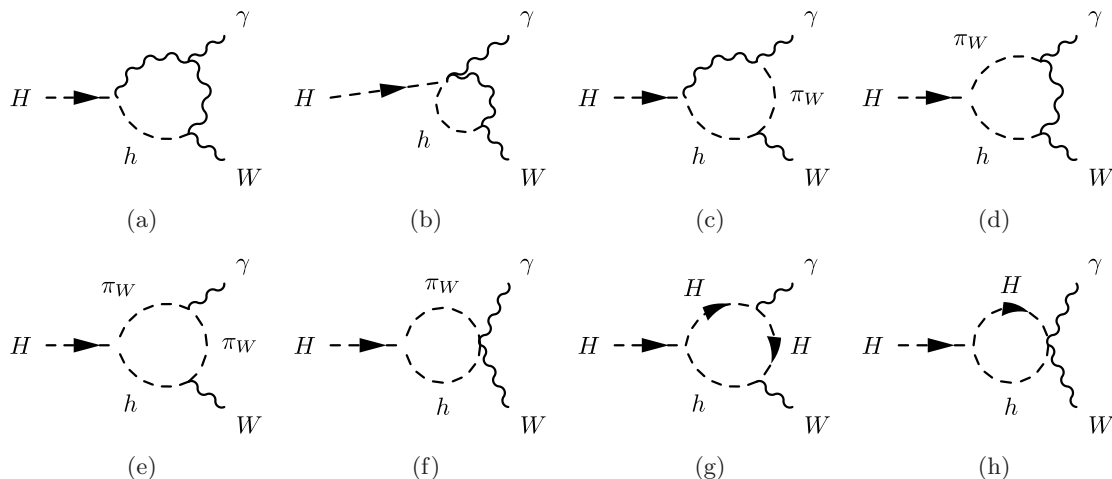 γ γ γ π_W γ
H H H π_W H
h h h h
W W W W
(a) (b) (c) (d)
γ γ γ γ
π_W π_W H H
H π_W H H H H
h h h h
W W W W
(e) (f) (g) (h)